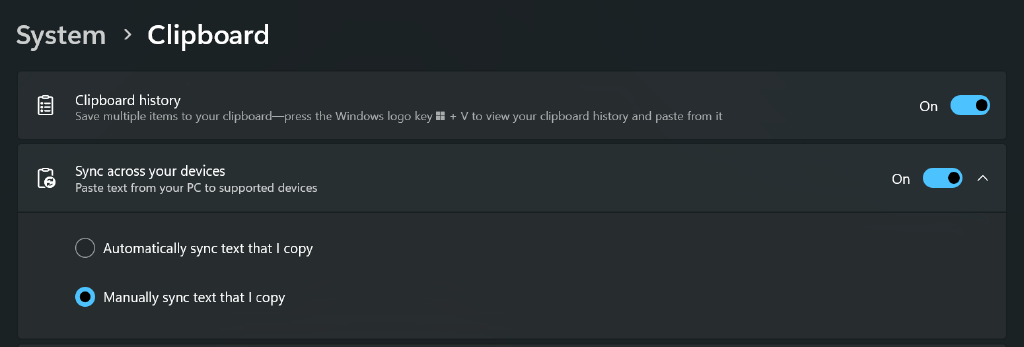 System > Clipboard
Clipboard history
On
Save multiple items to your clipboard—press the Windows logo key + V to view your clipboard history and paste from it
Sync across your devices
On
Paste text from your PC to supported devices
Automatically sync text that I copy
Manually sync text that I copy